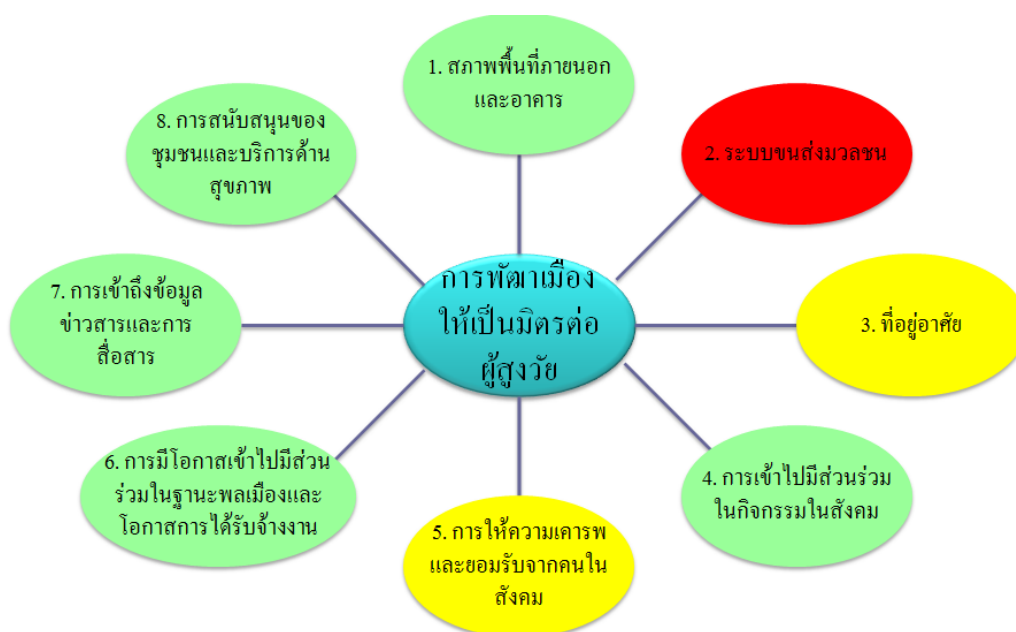 1. สภาพพื้นที่ภายนอก
และอาคาร
2. ระบบขนส่งมวลชน
3. ที่อยู่อาศัย
4. การเข้าไปมีส่วนร่วม
ในกิจกรรมในสังคม
5. การให้ความเคารพ
และยอมรับจากคนใน
สังคม
6. การมีโอกาสเข้าไปมีส่วน
ร่วมในฐานะพลเมืองและ
โอกาสการได้รับจ้างงาน
7. การเข้าถึงข้อมูล
ข่าวสารและการ
สื่อสาร
8. การสนับสนุนของ
ชุมชนและบริการด้าน
สุขภาพ
การพัฒาเมือง
ให้เป็นมิตรต่อ
ผู้สูงวัย